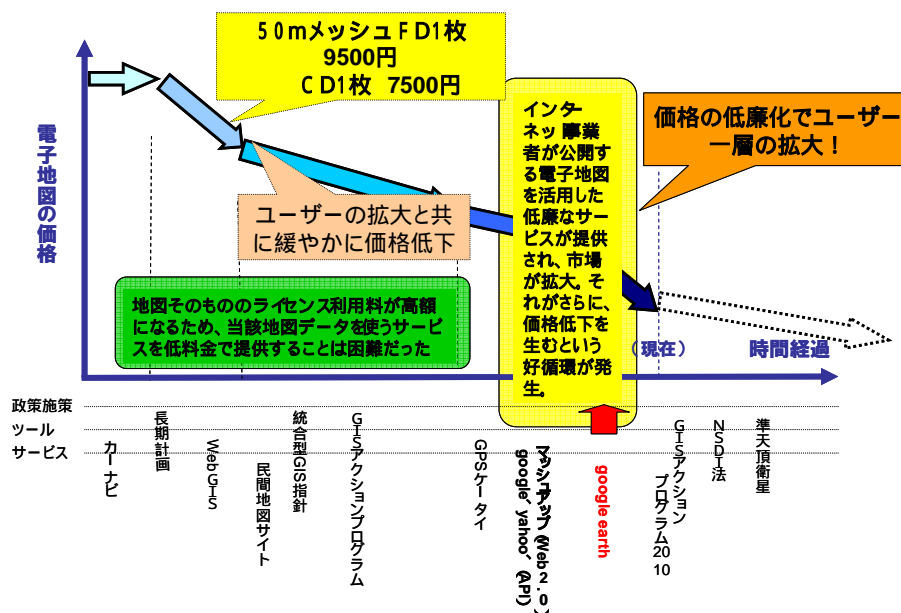 50mメッシュFD1枚
9500円
CD1枚 7500円
電子地図の価格
インター
ネット事業
者が公開す
る電子地図
を活用した
低廉なサー
ビスが提供
され、市場
が拡大。そ
れがさらに、
価格低下を
生むという
好循環が発
生。
価格の低廉化でユーザー
一層の拡大！
ユーザーの拡大と共
に緩やかに価格低下
地図そのもののライセンス利用料が高額
になるため、当該地図データを使うサービ
スを低料金で提供することは困難だった
(現在)
時間経過
政策施策
ツール
サービス
カーナビ
長期計画
WebGIS
民間地図サイト
統合型GIS指針
GISアクションプログラム
GPSケータイ
マッシュアップ(Web2.0)
google、yahoo、(API)
google earth
GISアクション
プログラム2010
NSDI法
準天頂衛星